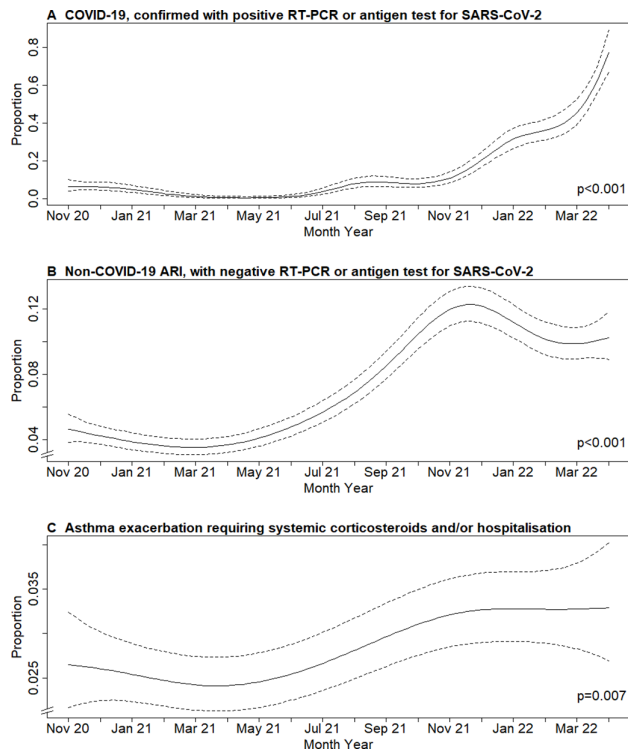 A COVID-19, confirmed with positive RT-PCR or antigen test for SARS-CoV-2
Proportion
0.8
0.6
0.4
0.2
0.0
p<0.001
Nov 20 Jan 21 Mar 21 May 21 Jul 21 Sep 21 Nov 21 Jan 22 Mar 22
Month Year
B Non-COVID-19 ARI, with negative RT-PCR or antigen test for SARS-CoV-2
Proportion
0.12
0.08
0.04
p<0.001
Nov 20 Jan 21 Mar 21 May 21 Jul 21 Sep 21 Nov 21 Jan 22 Mar 22
Month Year
C Asthma exacerbation requiring systemic corticosteroids and/or hospitalisation
Proportion
0.035
0.025
p=0.007
Nov 20 Jan 21 Mar 21 May 21 Jul 21 Sep 21 Nov 21 Jan 22 Mar 22
Month Year